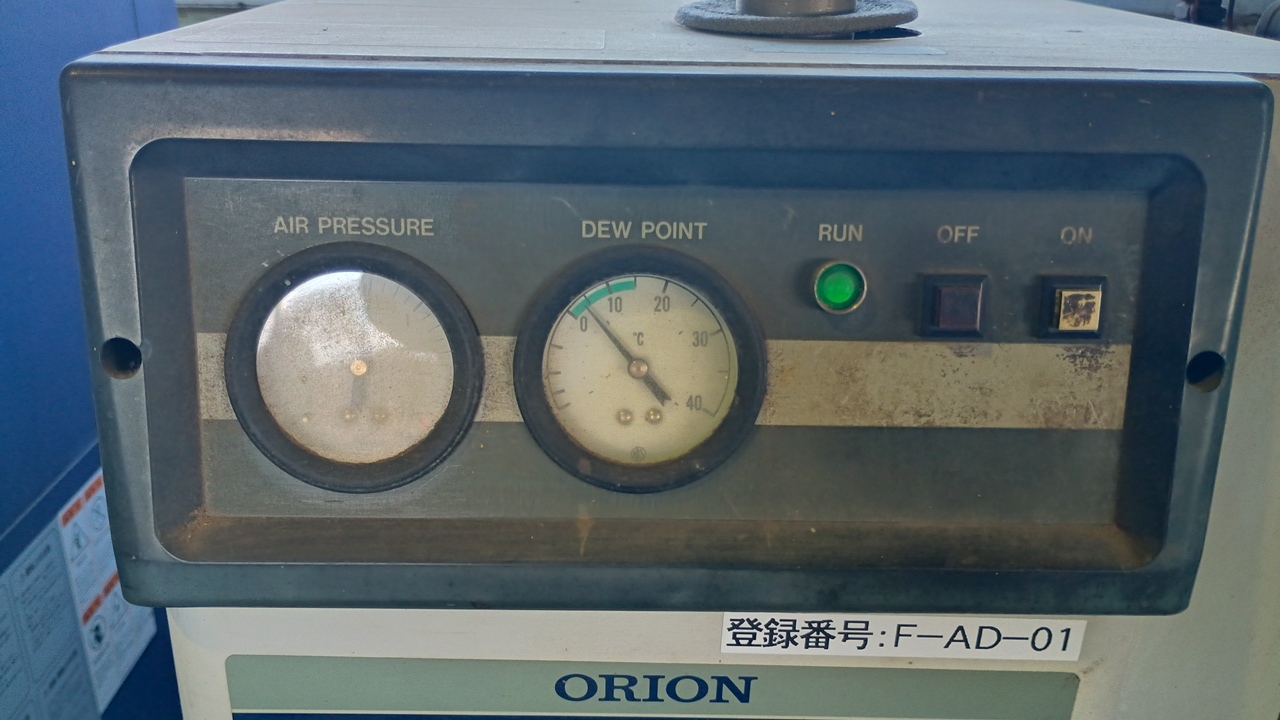 AIR PRESSURE
DEW POINT
RUN
OFF
ON
0
10
20
30
40
℃
登録番号:F-AD-01
ORION